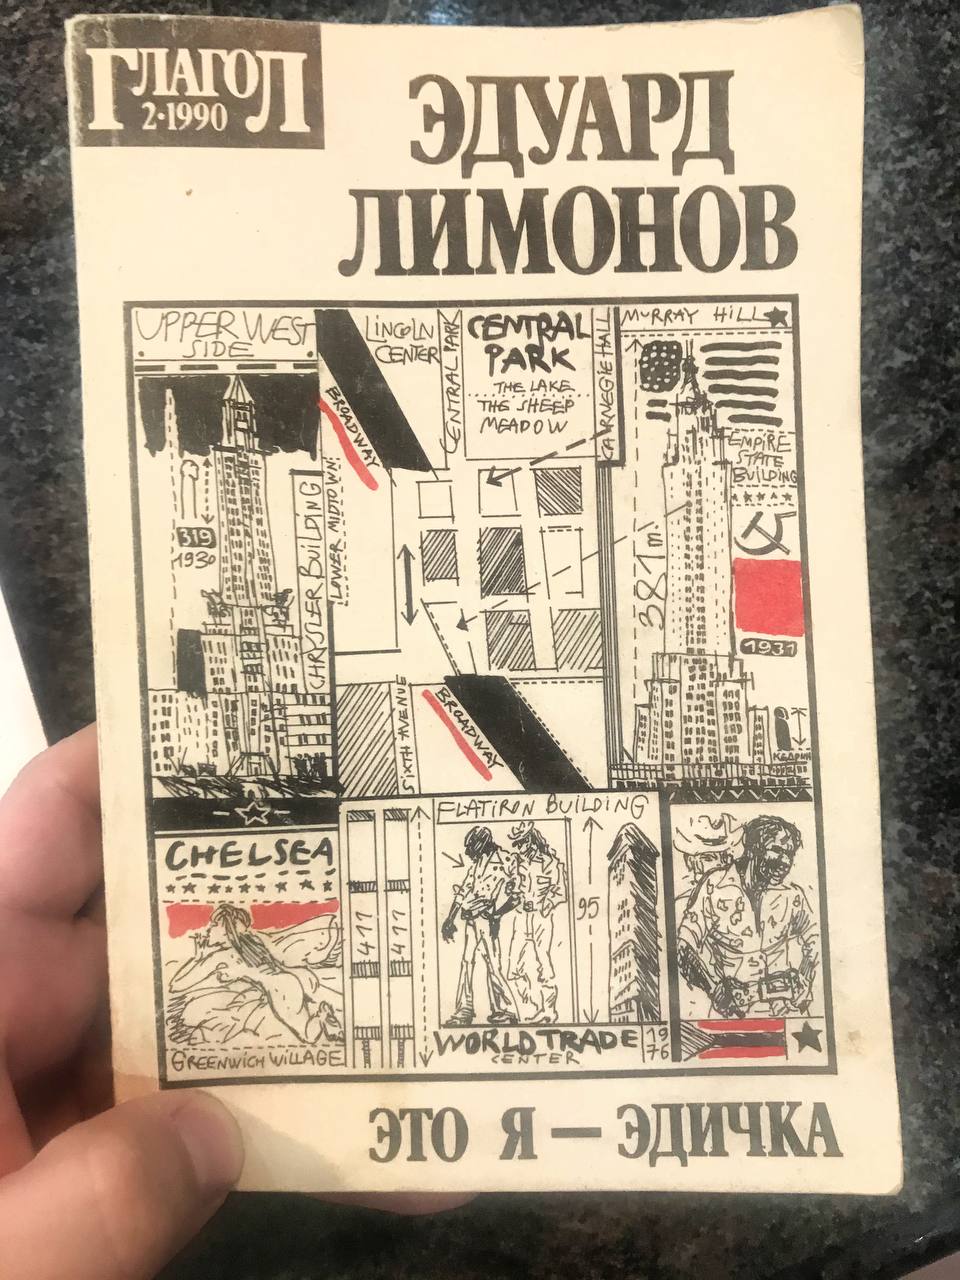 ГЛАГОЛ
2·1990
ЭДУАРД
ЛИМОНОВ
UPPER WEST
SIDE
319
1930
CHRYSLER BUILDING
LOWER MIDTOWN
BROADWAY
LINCOLN
CENTER
CENTRAL PARK
CENTRAL
PARK
THE LAKE
THE SHEEP
MEADOW
CARNEGIE HALL
MURRAY HILL
EMPIRE
STATE
BUILDING
381 m
1931
SIXTH AVENUE
BROADWAY
CHELSEA
GREENWICH VILLAGE
411
411
FLATIRON BUILDING
95
WORLD TRADE
CENTER
1976
ЭТО Я — ЭДИЧКА